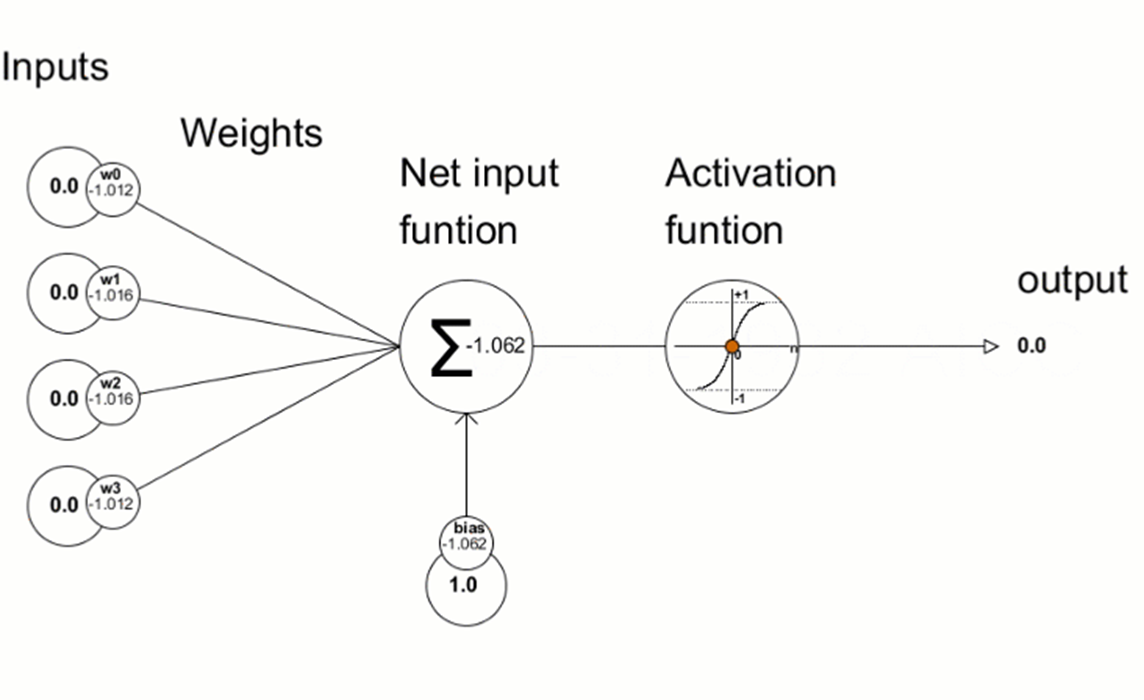 Inputs
Weights
Net input
funtion
Activation
funtion
output
0.0
w0
-1.012
0.0
w1
-1.016
0.0
w2
-1.016
0.0
w3
-1.012
Σ
-1.062
+1
0
n
-1
0.0
bias
-1.062
1.0